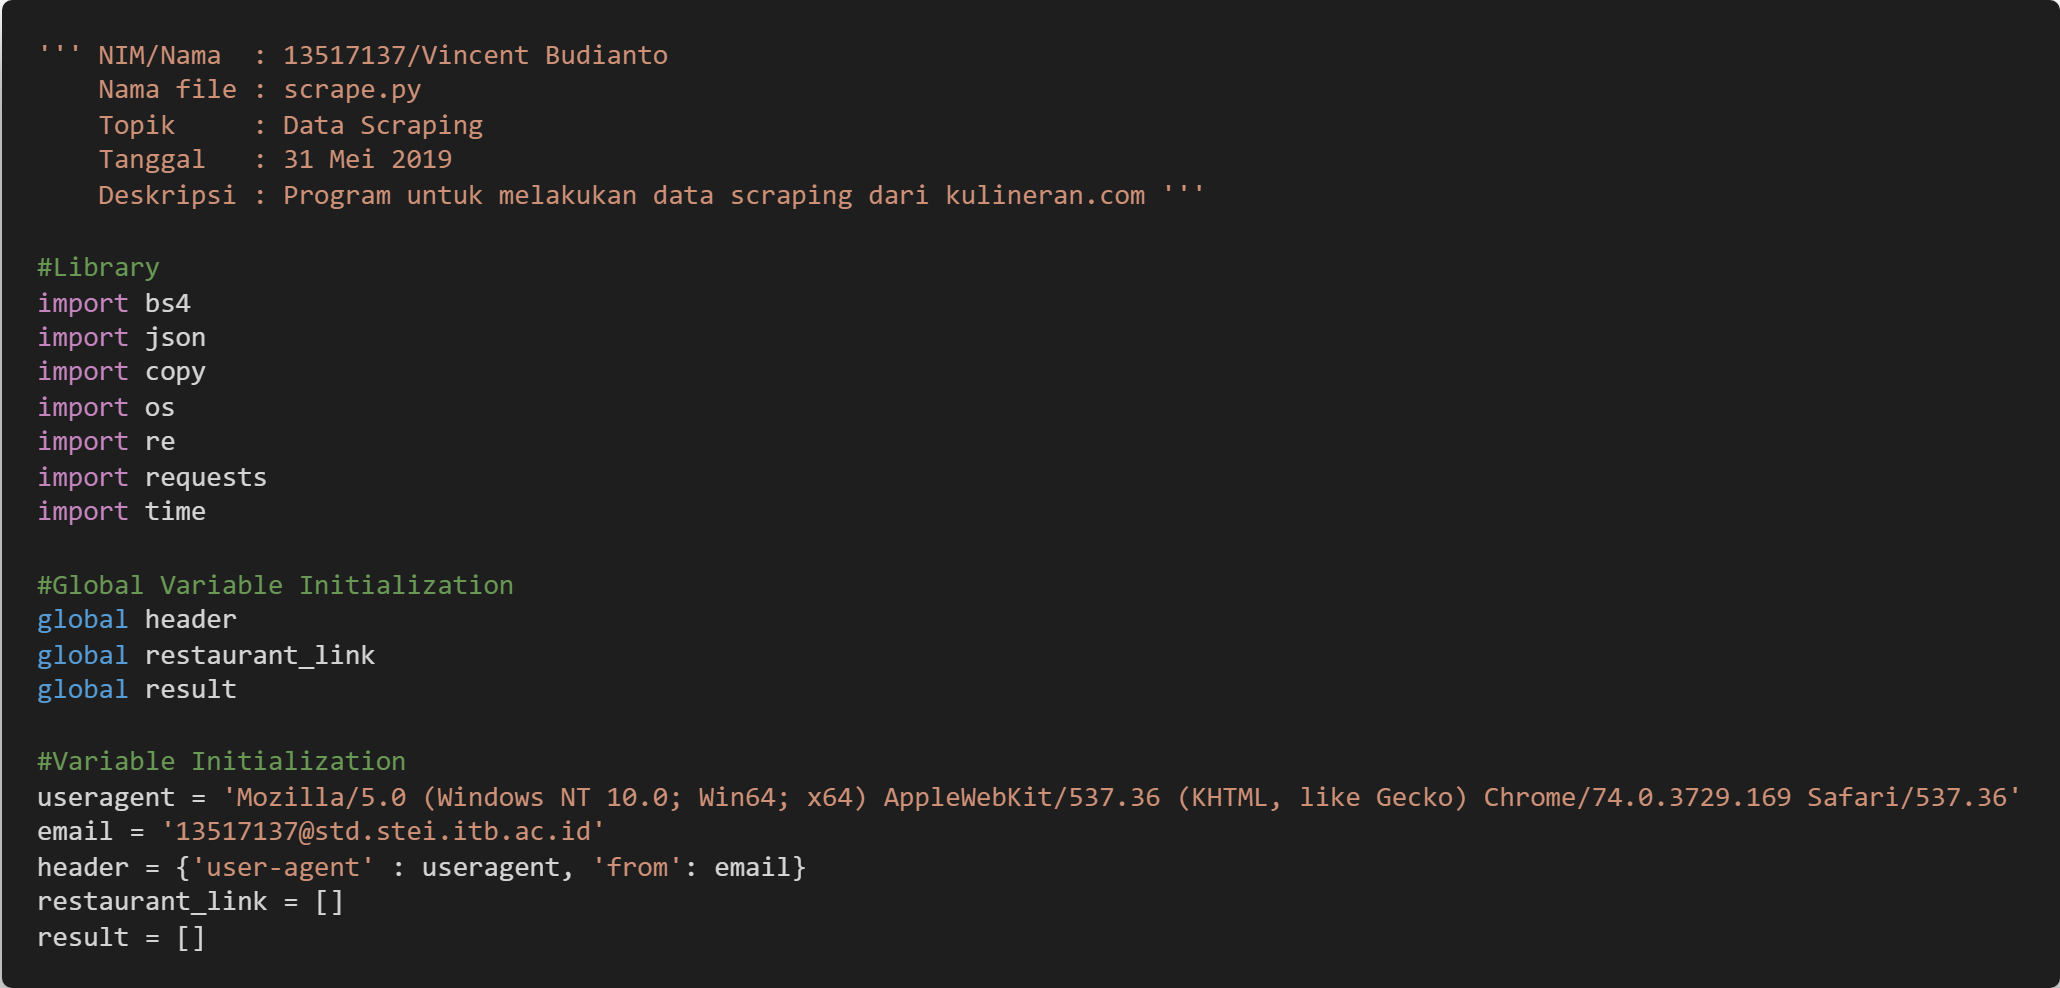 ''' NIM/Nama  : 13517137/Vincent Budianto
    Nama file : scrape.py
    Topik     : Data Scraping
    Tanggal   : 31 Mei 2019
    Deskripsi : Program untuk melakukan data scraping dari kulineran.com '''

#Library
import bs4
import json
import copy
import os
import re
import requests
import time

#Global Variable Initialization
global header
global restaurant_link
global result

#Variable Initialization
useragent = 'Mozilla/5.0 (Windows NT 10.0; Win64; x64) AppleWebKit/537.36 (KHTML, like Gecko) Chrome/74.0.3729.169 Safari/537.36'
email = '13517137@std.stei.itb.ac.id'
header = {'user-agent' : useragent, 'from': email}
restaurant_link = []
result = []